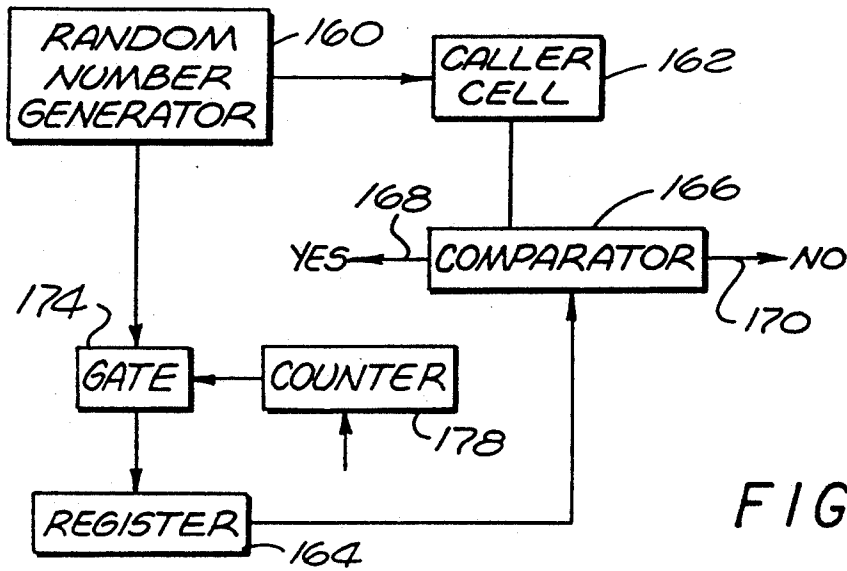 RANDOM
NUMBER
GENERATOR
160
CALLER
CELL
162
168
166
YES
COMPARATOR
NO
170
174
GATE
COUNTER
178
REGISTER
164
FIG